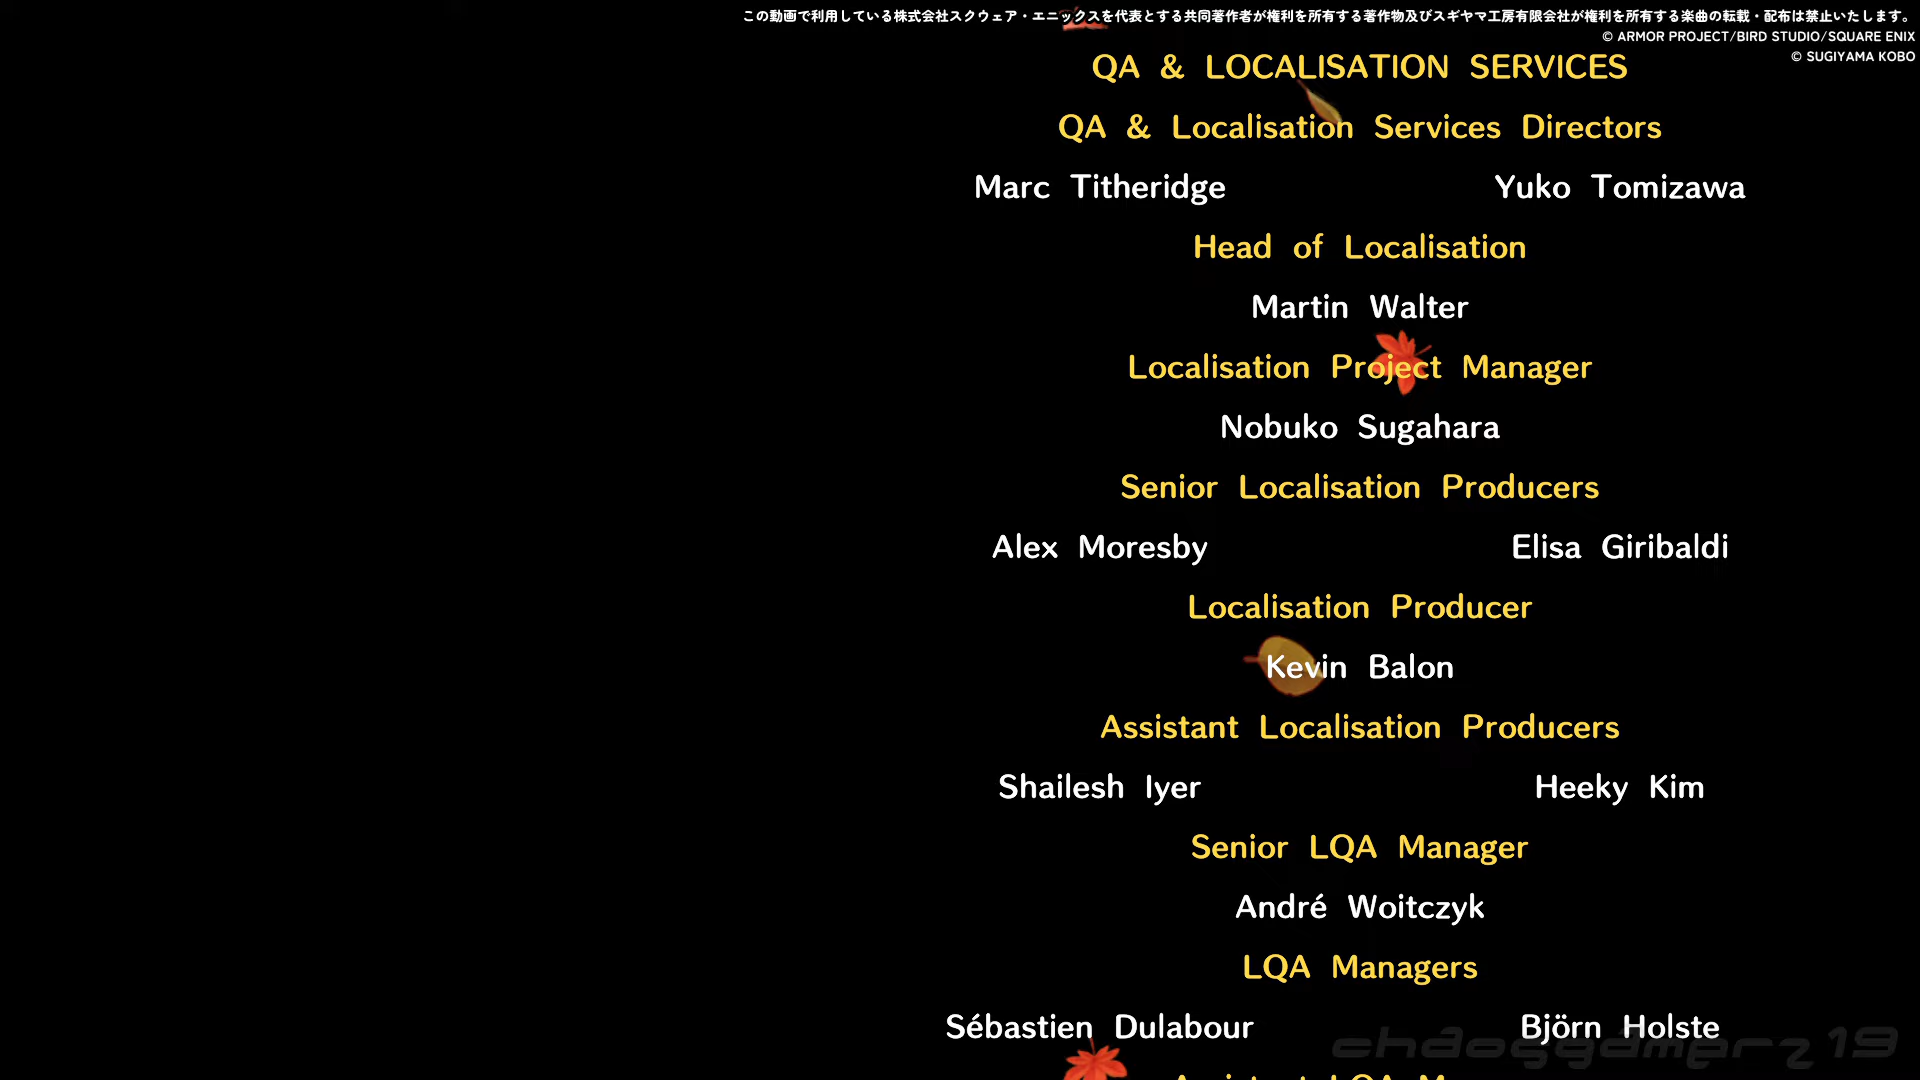 この動画で利用している株式会社スクウェア・エニックスを代表とする共同著作者が権利を所有する著作物及びスギヤマ工房有限会社が権利を所有する楽曲の転載・配布は禁止いたします。
© ARMOR PROJECT/BIRD STUDIO/SQUARE ENIX
© SUGIYAMA KOBO
QA & LOCALISATION SERVICES
QA & Localisation Services Directors
Marc Titheridge Yuko Tomizawa
Head of Localisation
Martin Walter
Localisation Project Manager
Nobuko Sugahara
Senior Localisation Producers
Alex Moresby Elisa Giribaldi
Localisation Producer
Kevin Balon
Assistant Localisation Producers
Shailesh Iyer Heeky Kim
Senior LQA Manager
André Woitczyk
LQA Managers
Sébastien Dulabour Björn Holste
chaosgamerz19